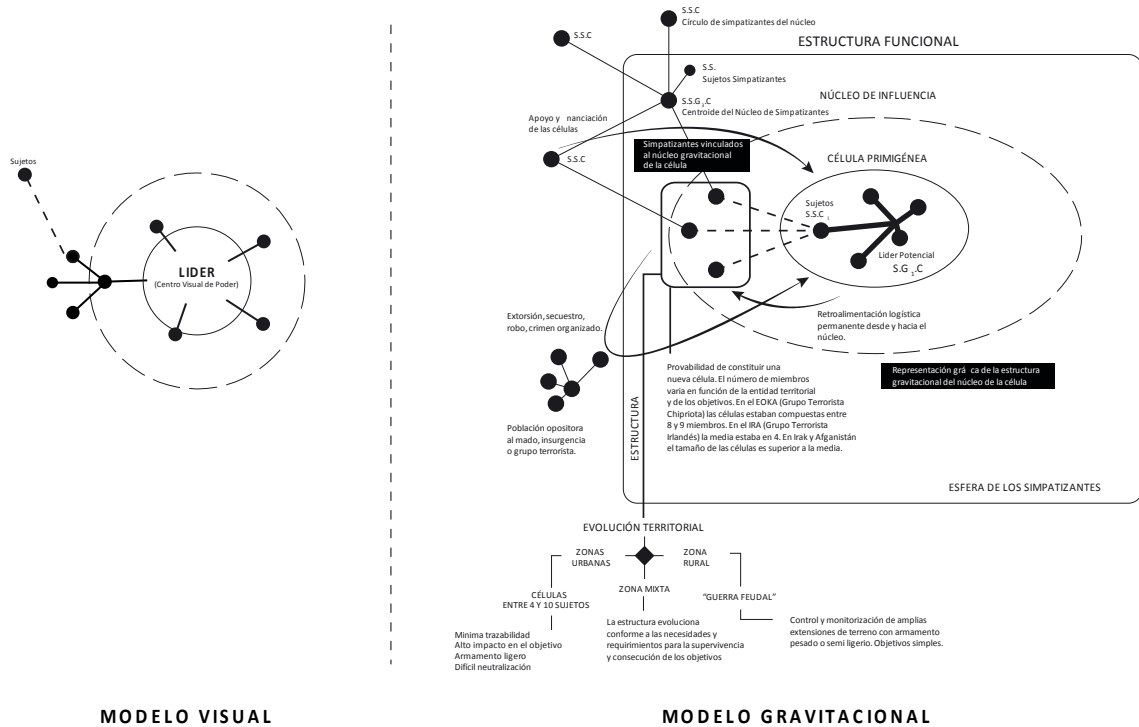 Sujetos
LIDER
(Centro Visual de Poder)
MODELO VISUAL
S.S.C
Círculo de simpatizantes del núcleo
S.S.C
S.S.
Sujetos Simpatizantes
S.S.G₂.C
Centroide del Núcleo de Simpatizantes
Apoyo y nanciación
de las células
S.S.C
ESTRUCTURA FUNCIONAL
NÚCLEO DE INFLUENCIA
Simpatizantes vinculados
al núcleo gravitacional
de la célula
CÉLULA PRIMIGÉNEA
Sujetos
S.S.C ₁
Lider Potencial
S.G ₁.C
Retroalimentación logística
permanente desde y hacia el
núcleo.
Extorsión, secuestro,
robo, crimen organizado.
Representación grá ca de la estructura
gravitacional del núcleo de la célula
Provabilidad de constituir una
nueva célula. El número de miembros
varia en función de la entidad territorial
y de los objetivos. En el EOKA (Grupo Terrorista
Chipriota) las células estaban compuestas entre
8 y 9 miembros. En el IRA (Grupo Terrorista
Irlandés) la media estaba en 4. En Irak y Afganistán
el tamaño de las células es superior a la media.
Población opositora
al mado, insurgencia
o grupo terrorista.
ESTRUCTURA
ESFERA DE LOS SIMPATIZANTES
EVOLUCIÓN TERRITORIAL
ZONAS
URBANAS
ZONA
RURAL
ZONA MIXTA
CÉLULAS
ENTRE 4 Y 10 SUJETOS
"GUERRA FEUDAL"
Minima trazabilidad
Alto impacto en el objetivo
Armamento ligero
Difícil neutralización
La estructura evoluciona
conforme a las necesidades y
requirimientos para la supervivencia
y consecución de los objetivos
Control y monitorización de amplias
extensiones de terreno con armamento
pesado o semi ligerio. Objetivos simples.
MODELO GRAVITACIONAL